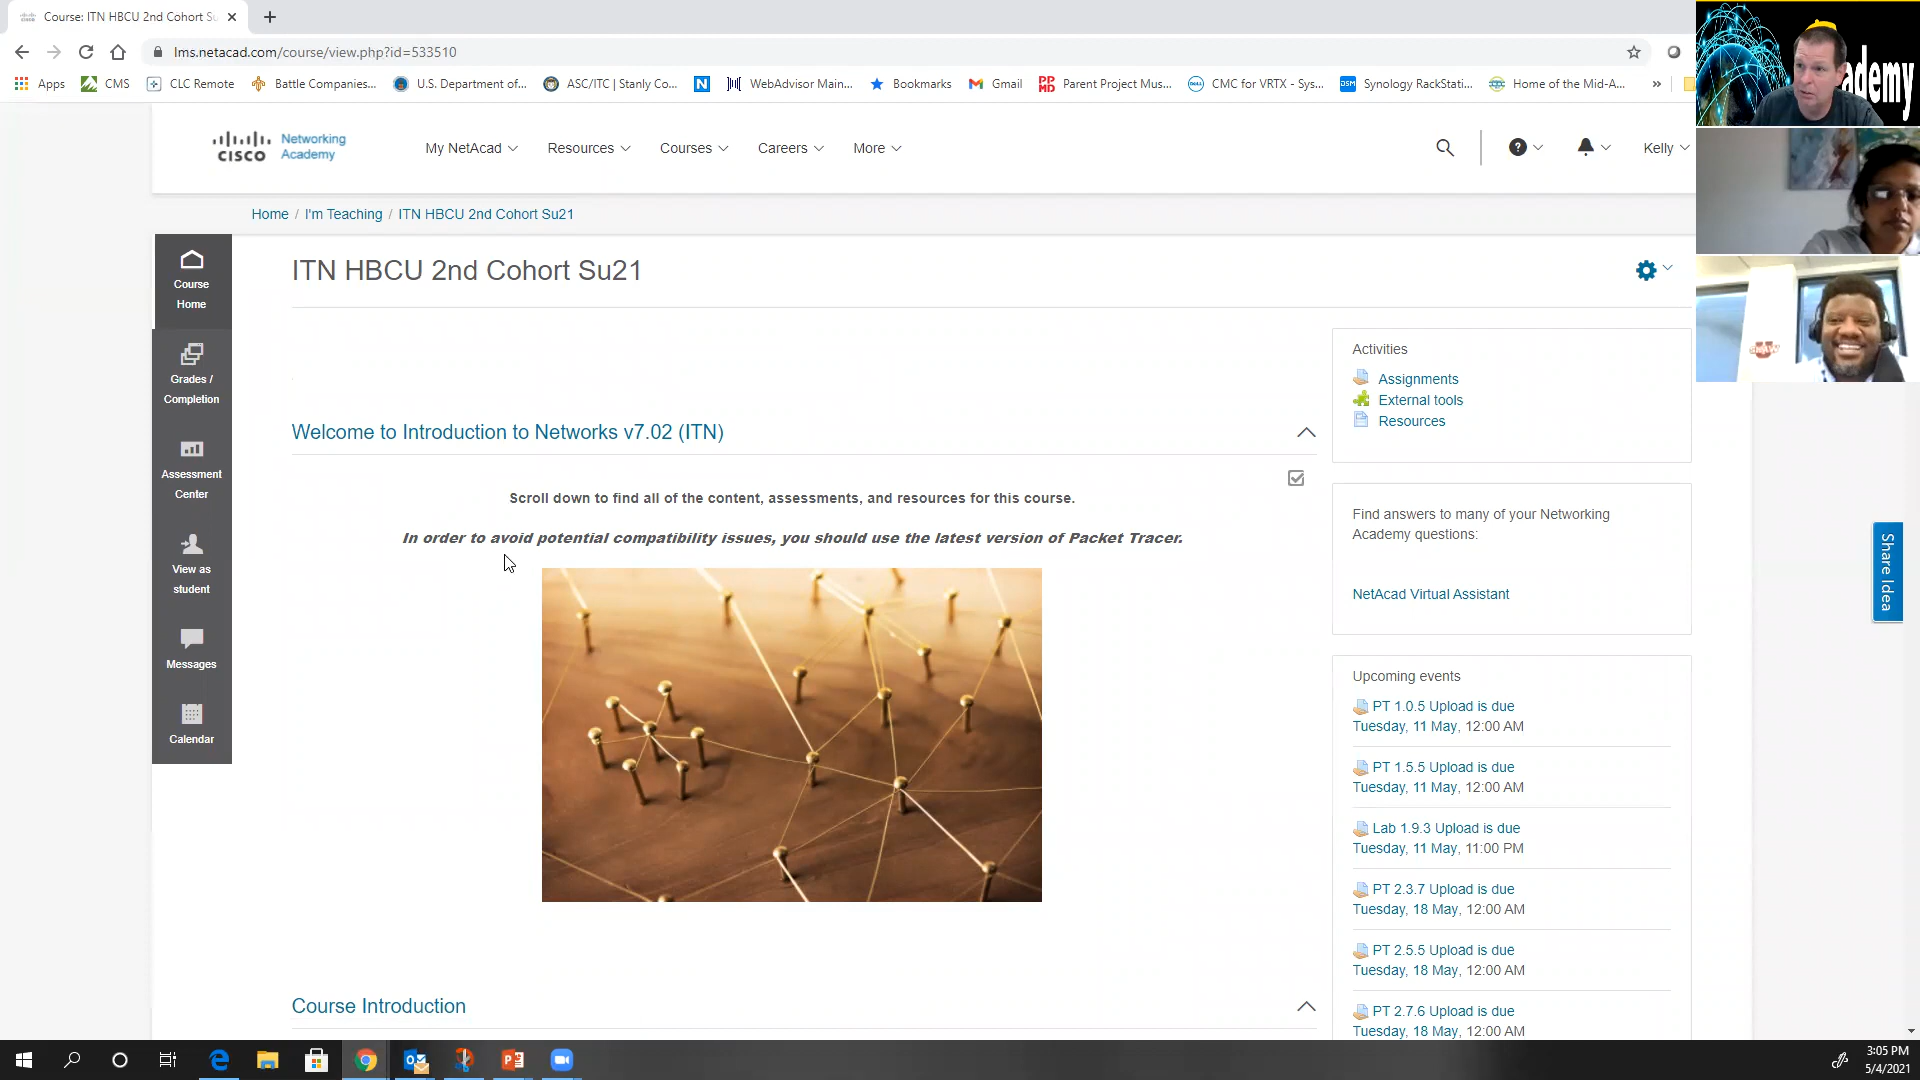 Course: ITN HBCU 2nd Cohort Su
lms.netacad.com/course/view.php?id=533510
Apps CMS CLC Remote Battle Companies... U.S. Department of... ASC/ITC | Stanly Co... N WebAdvisor Main... Bookmarks Gmail Parent Project Mus... CMC for VRTX - Sys... Synology RackStati... Home of the Mid-A... »
ademy
CISCO Networking Academy
My NetAcad Resources Courses Careers More
Kelly
Home / I'm Teaching / ITN HBCU 2nd Cohort Su21
Course
Home
Grades /
Completion
Assessment
Center
View as
student
Messages
Calendar
ITN HBCU 2nd Cohort Su21
Welcome to Introduction to Networks v7.02 (ITN)
Scroll down to find all of the content, assessments, and resources for this course.
In order to avoid potential compatibility issues, you should use the latest version of Packet Tracer.
Course Introduction
Activities
Assignments
External tools
Resources
Find answers to many of your Networking
Academy questions:
NetAcad Virtual Assistant
Upcoming events
PT 1.0.5 Upload is due
Tuesday, 11 May, 12:00 AM
PT 1.5.5 Upload is due
Tuesday, 11 May, 12:00 AM
Lab 1.9.3 Upload is due
Tuesday, 11 May, 11:00 PM
PT 2.3.7 Upload is due
Tuesday, 18 May, 12:00 AM
PT 2.5.5 Upload is due
Tuesday, 18 May, 12:00 AM
PT 2.7.6 Upload is due
Tuesday, 18 May, 12:00 AM
Share Idea
3:05 PM
5/4/2021